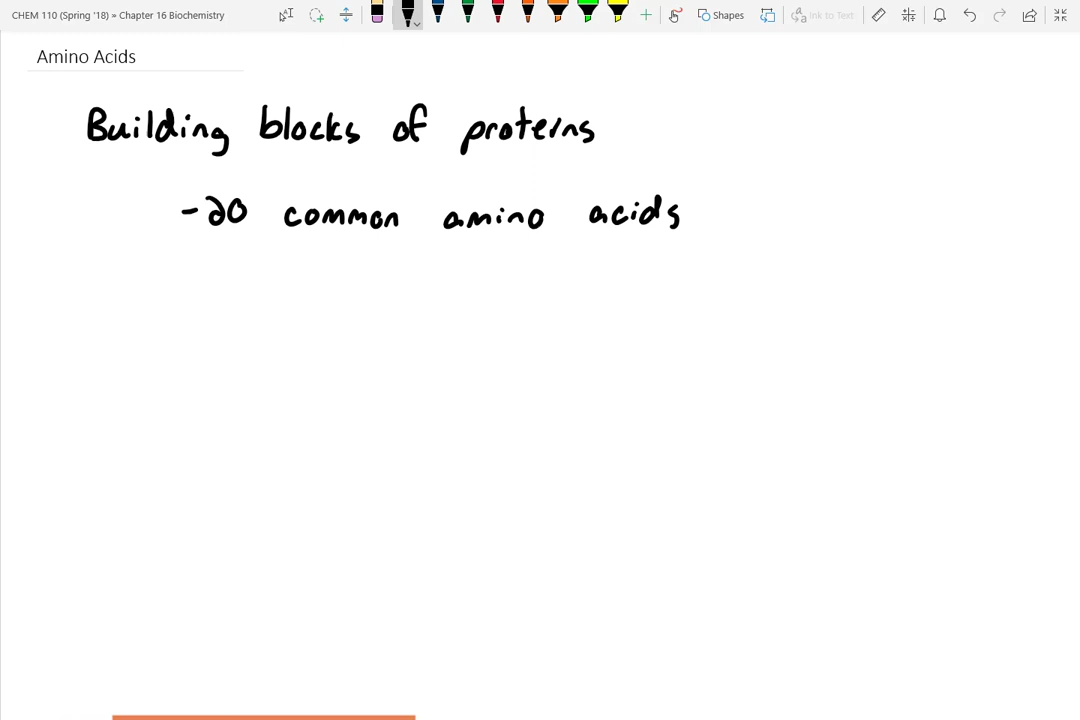 CHEM 110 (Spring '18) » Chapter 16 Biochemistry
Shapes
Ink to Text
Amino Acids
Building blocks of proteins
-20 common amino acids